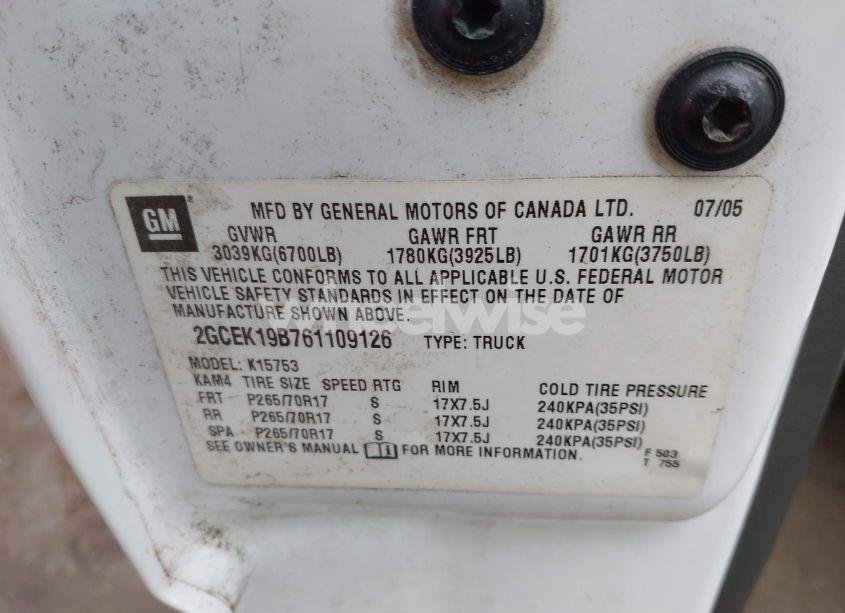 GM
MFD BY GENERAL MOTORS OF CANADA LTD. 07/05
GVWR GAWR FRT GAWR RR
3039KG(6700LB) 1780KG(3925LB) 1701KG(3750LB)
THIS VEHICLE CONFORMS TO ALL APPLICABLE U.S. FEDERAL MOTOR
VEHICLE SAFETY STANDARDS IN EFFECT ON THE DATE OF
MANUFACTURE SHOWN ABOVE.
2GCEK19B761109126 TYPE: TRUCK
MODEL: K15753
KAM4 TIRE SIZE SPEED RTG RIM COLD TIRE PRESSURE
FRT P265/70R17 S 17X7.5J 240KPA(35PSI)
RR P265/70R17 S 17X7.5J 240KPA(35PSI)
SPA P265/70R17 S 17X7.5J 240KPA(35PSI)
SEE OWNER'S MANUAL FOR MORE INFORMATION.
F 503
T 755